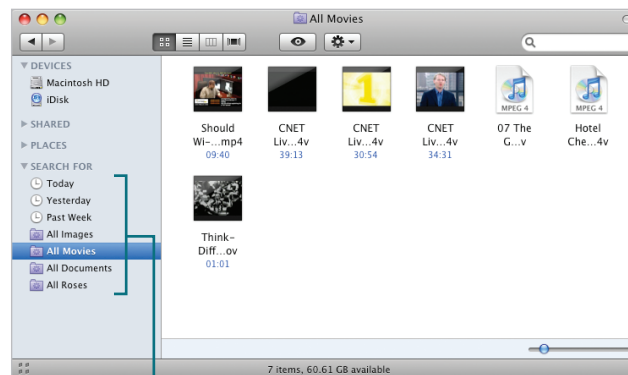 All Movies
DEVICES
Macintosh HD
iDisk
SHARED
PLACES
SEARCH FOR
Today
Yesterday
Past Week
All Images
All Movies
All Documents
All Roses
Should
Wi-...mp4
09:40
CNET
Liv...4v
39:13
CNET
Liv...4v
30:54
CNET
Liv...4v
34:31
MPEG 4
07 The
G...v
MPEG 4
Hotel
Che...4v
1
Think-
Diff...ov
01:01
7 items, 60.61 GB available